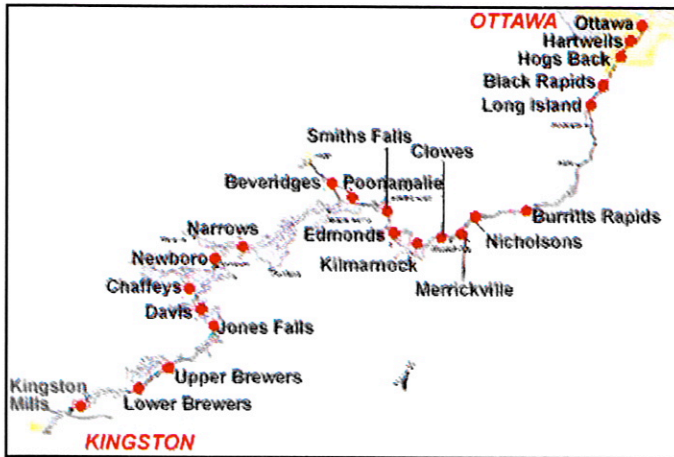 OTTAWA
Ottawa
Hartwells
Hogs Back
Black Rapids
Long Island
Smiths Falls
Clowes
Beveridges
Poonamalie
Burritts Rapids
Narrows
Edmonds
Nicholsons
Newboro
Kilmarnock
Chaffeys
Merrickville
Davis
Jones Falls
Upper Brewers
Kingston
Mills
Lower Brewers
KINGSTON